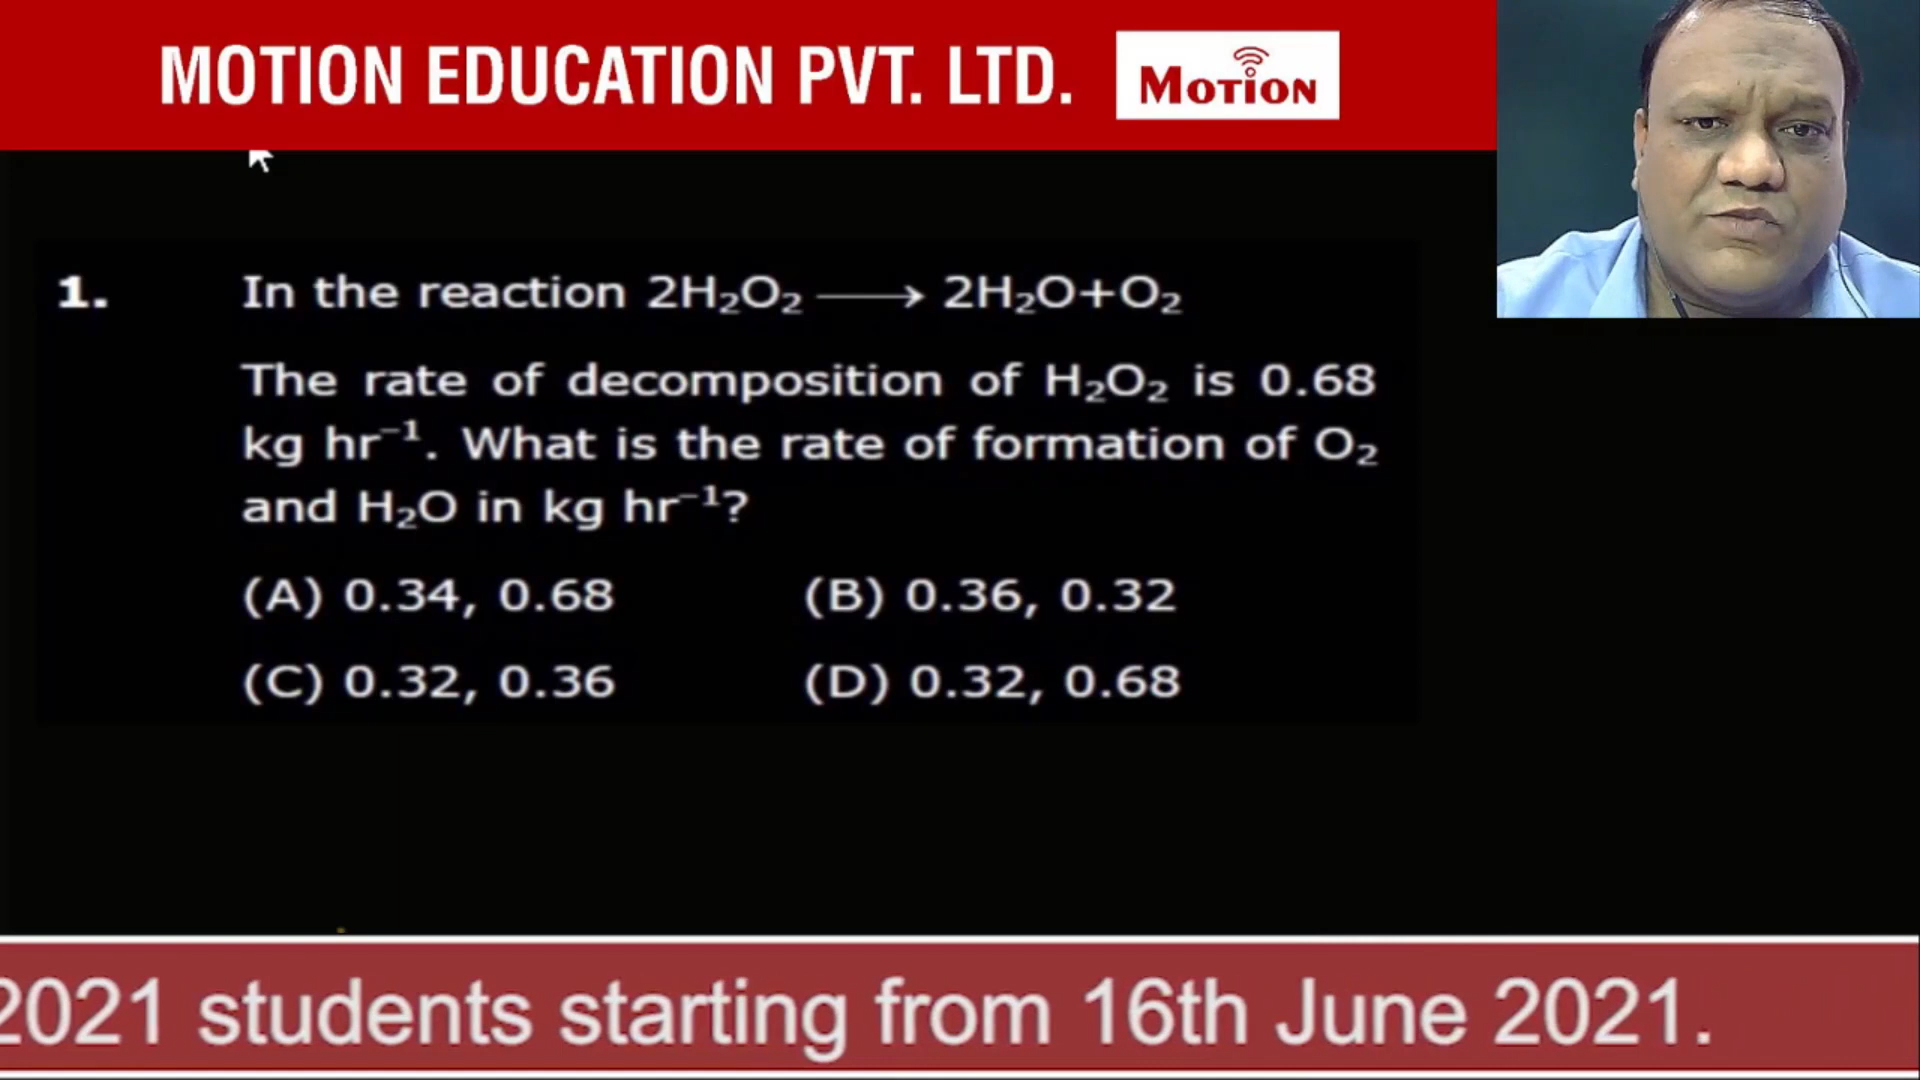 MOTION EDUCATION PVT. LTD.
MOTION
1. In the reaction 2H₂O₂ ⟶ 2H₂O+O₂
The rate of decomposition of H₂O₂ is 0.68
kg hr⁻¹. What is the rate of formation of O₂
and H₂O in kg hr⁻¹?
(A) 0.34, 0.68 (B) 0.36, 0.32
(C) 0.32, 0.36 (D) 0.32, 0.68
2021 students starting from 16th June 2021.